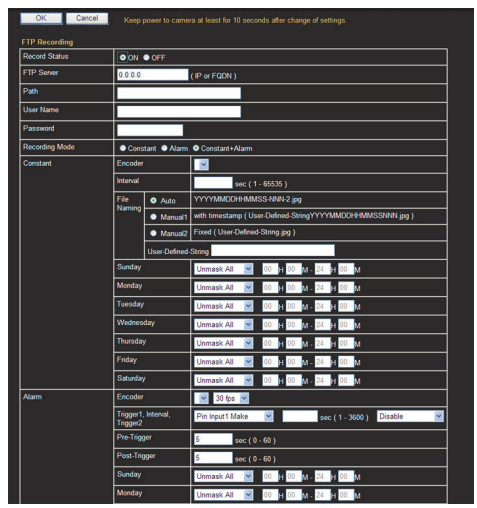 OK Cancel Keep power to camera at least for 10 seconds after change of settings.
FTP Recording
Record Status ON OFF
FTP Server 0.0.0.0 ( IP or FQDN )
Path
User Name
Password
Recording Mode Constant Alarm Constant+Alarm
Constant Encoder
Interval sec ( 1 - 65535 )
File Naming Auto YYYYMMDDHHMMSS-NNN-2.jpg
Manual1 with timestamp ( User-Defined-StringYYYYMMDDHHMMSSNNN.jpg )
Manual2 Fixed ( User-Defined-String.jpg )
User-Defined-String
Sunday Unmask All 00 H 00 M - 24 H 00 M
Monday Unmask All 00 H 00 M - 24 H 00 M
Tuesday Unmask All 00 H 00 M - 24 H 00 M
Wednesday Unmask All 00 H 00 M - 24 H 00 M
Thursday Unmask All 00 H 00 M - 24 H 00 M
Friday Unmask All 00 H 00 M - 24 H 00 M
Saturday Unmask All 00 H 00 M - 24 H 00 M
Alarm Encoder 30 fps
Trigger1, Interval, Trigger2 Pin Input1 Make sec ( 1 - 3600 ) Disable
Pre-Trigger 5 sec ( 0 - 60 )
Post-Trigger 5 sec ( 0 - 60 )
Sunday Unmask All 00 H 00 M - 24 H 00 M
Monday Unmask All 00 H 00 M - 24 H 00 M